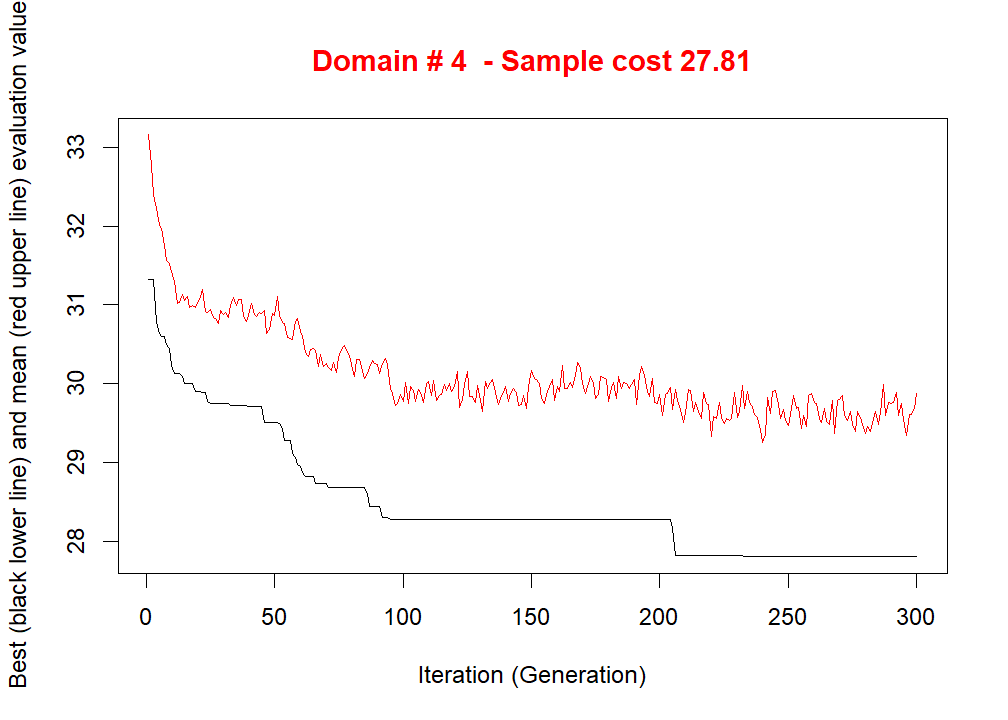 Domain # 4  - Sample cost 27.81
Best (black lower line) and mean (red upper line) evaluation value
33
32
31
30
29
28
0 50 100 150 200 250 300
Iteration (Generation)